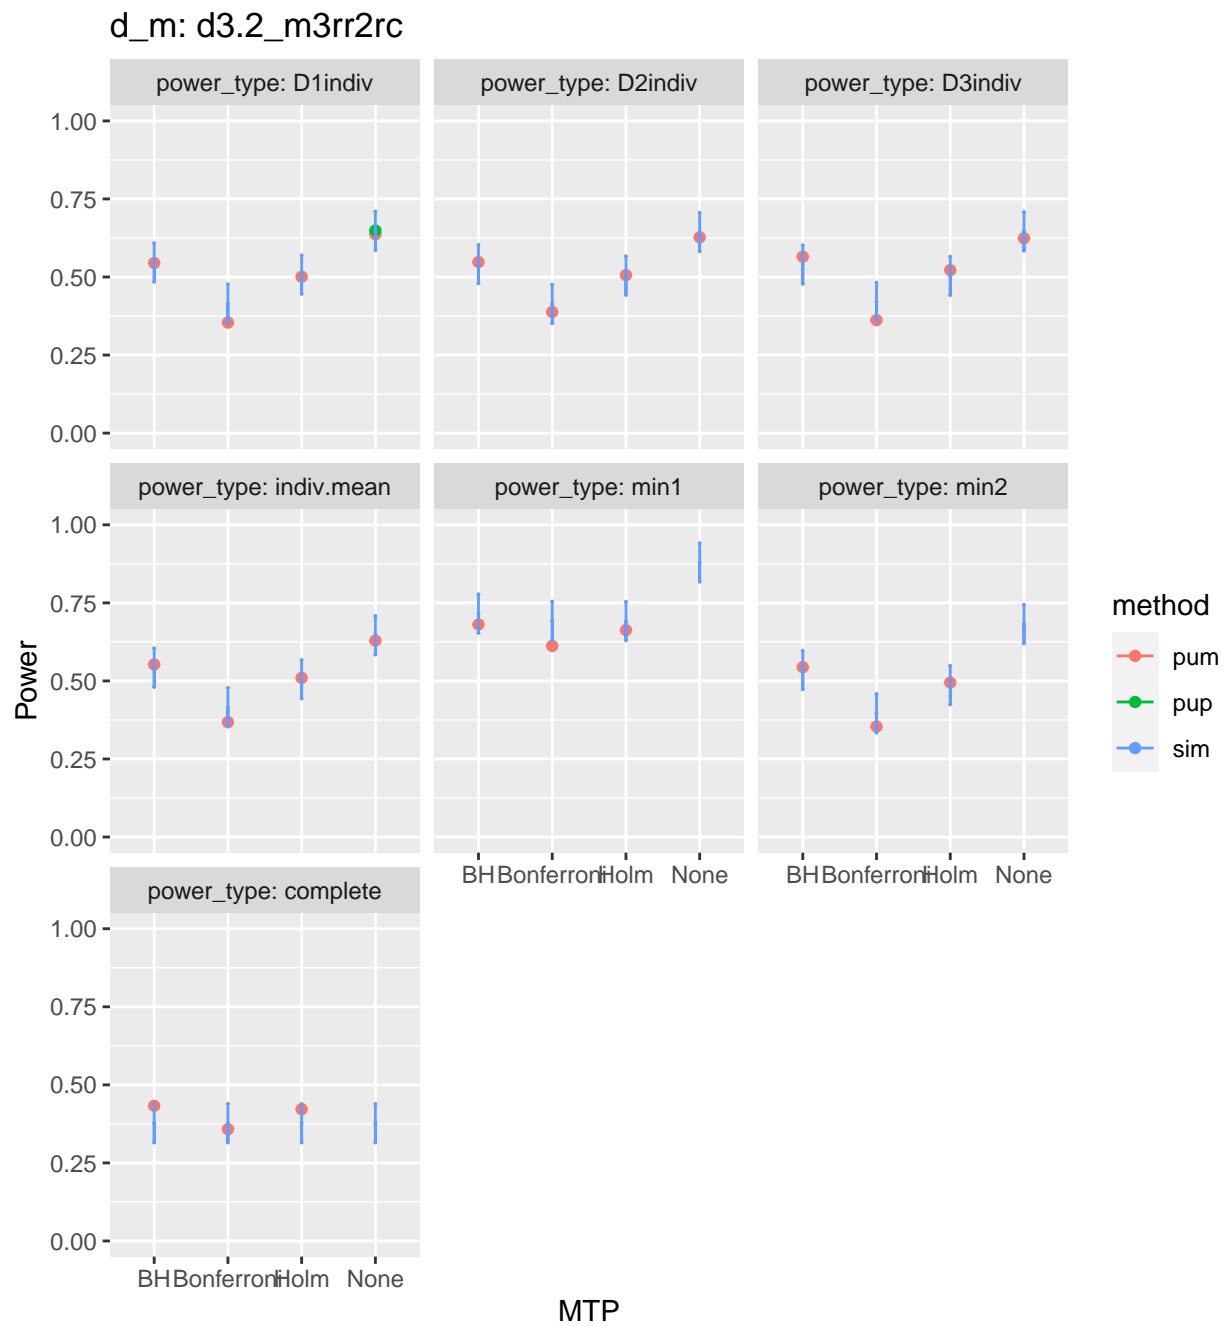 d_m: d3.2_m3rr2rc
power_type: D1indiv
power_type: D2indiv
power_type: D3indiv
1.00
0.75
0.50
0.25
0.00
power_type: indiv.mean
power_type: min1
power_type: min2
1.00
0.75
0.50
0.25
0.00
BH Bonferroni Holm None
BH Bonferroni Holm None
power_type: complete
1.00
0.75
0.50
0.25
0.00
BH Bonferroni Holm None
Power
MTP
method
pum
pup
sim